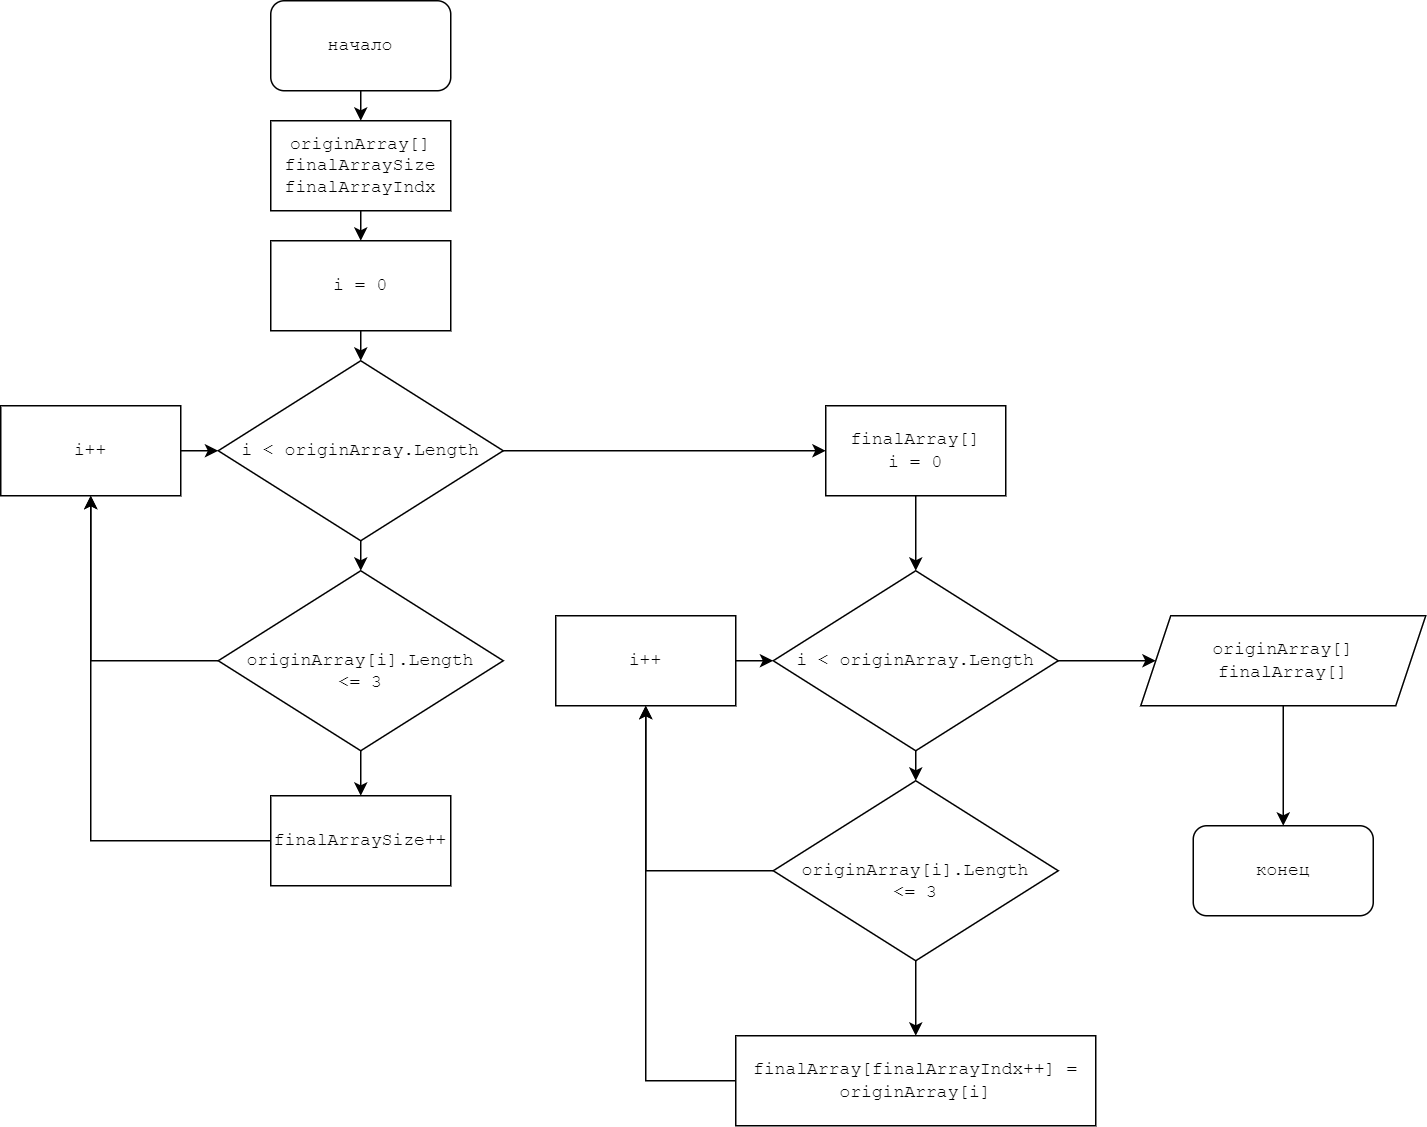 начало
originArray[]
finalArraySize
finalArrayIndx
i = 0
i++
i < originArray.Length
finalArray[]
i = 0
originArray[i].Length
<= 3
finalArraySize++
i++
i < originArray.Length
originArray[]
finalArray[]
originArray[i].Length
<= 3
конец
finalArray[finalArrayIndx++] =
originArray[i]